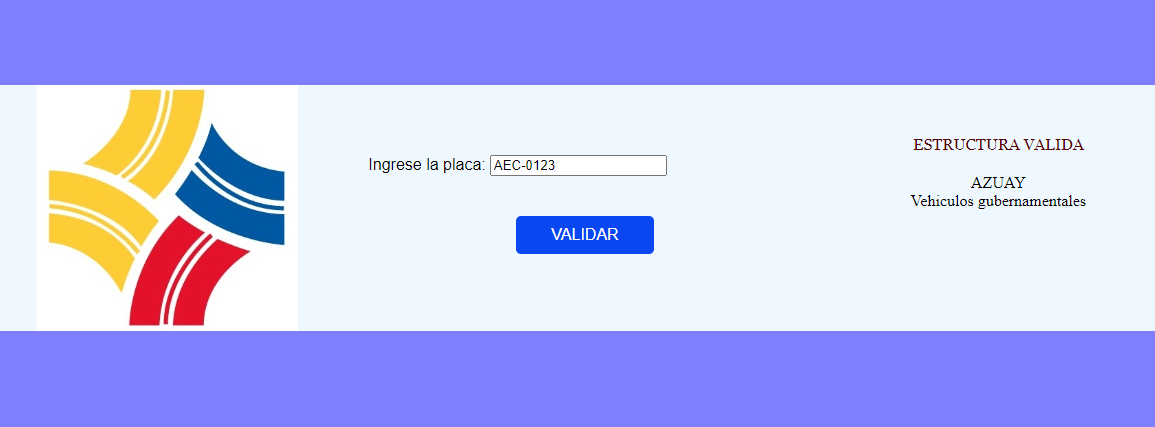 Ingrese la placa: AEC-0123
VALIDAR
ESTRUCTURA VALIDA
AZUAY
Vehiculos gubernamentales